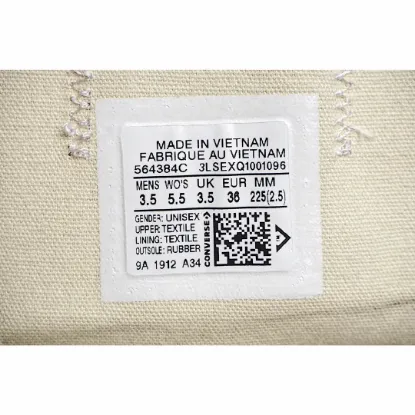 MADE IN VIETNAM
FABRIQUE AU VIETNAM
564384C 3LSEXQ1001096
MENS WO'S UK EUR MM
3.5 5.5 3.5 36 225(2.5)
GENDER: UNISEX
UPPER: TEXTILE
LINING: TEXTILE
OUTSOLE: RUBBER
9A 1912 A34
CONVERSE